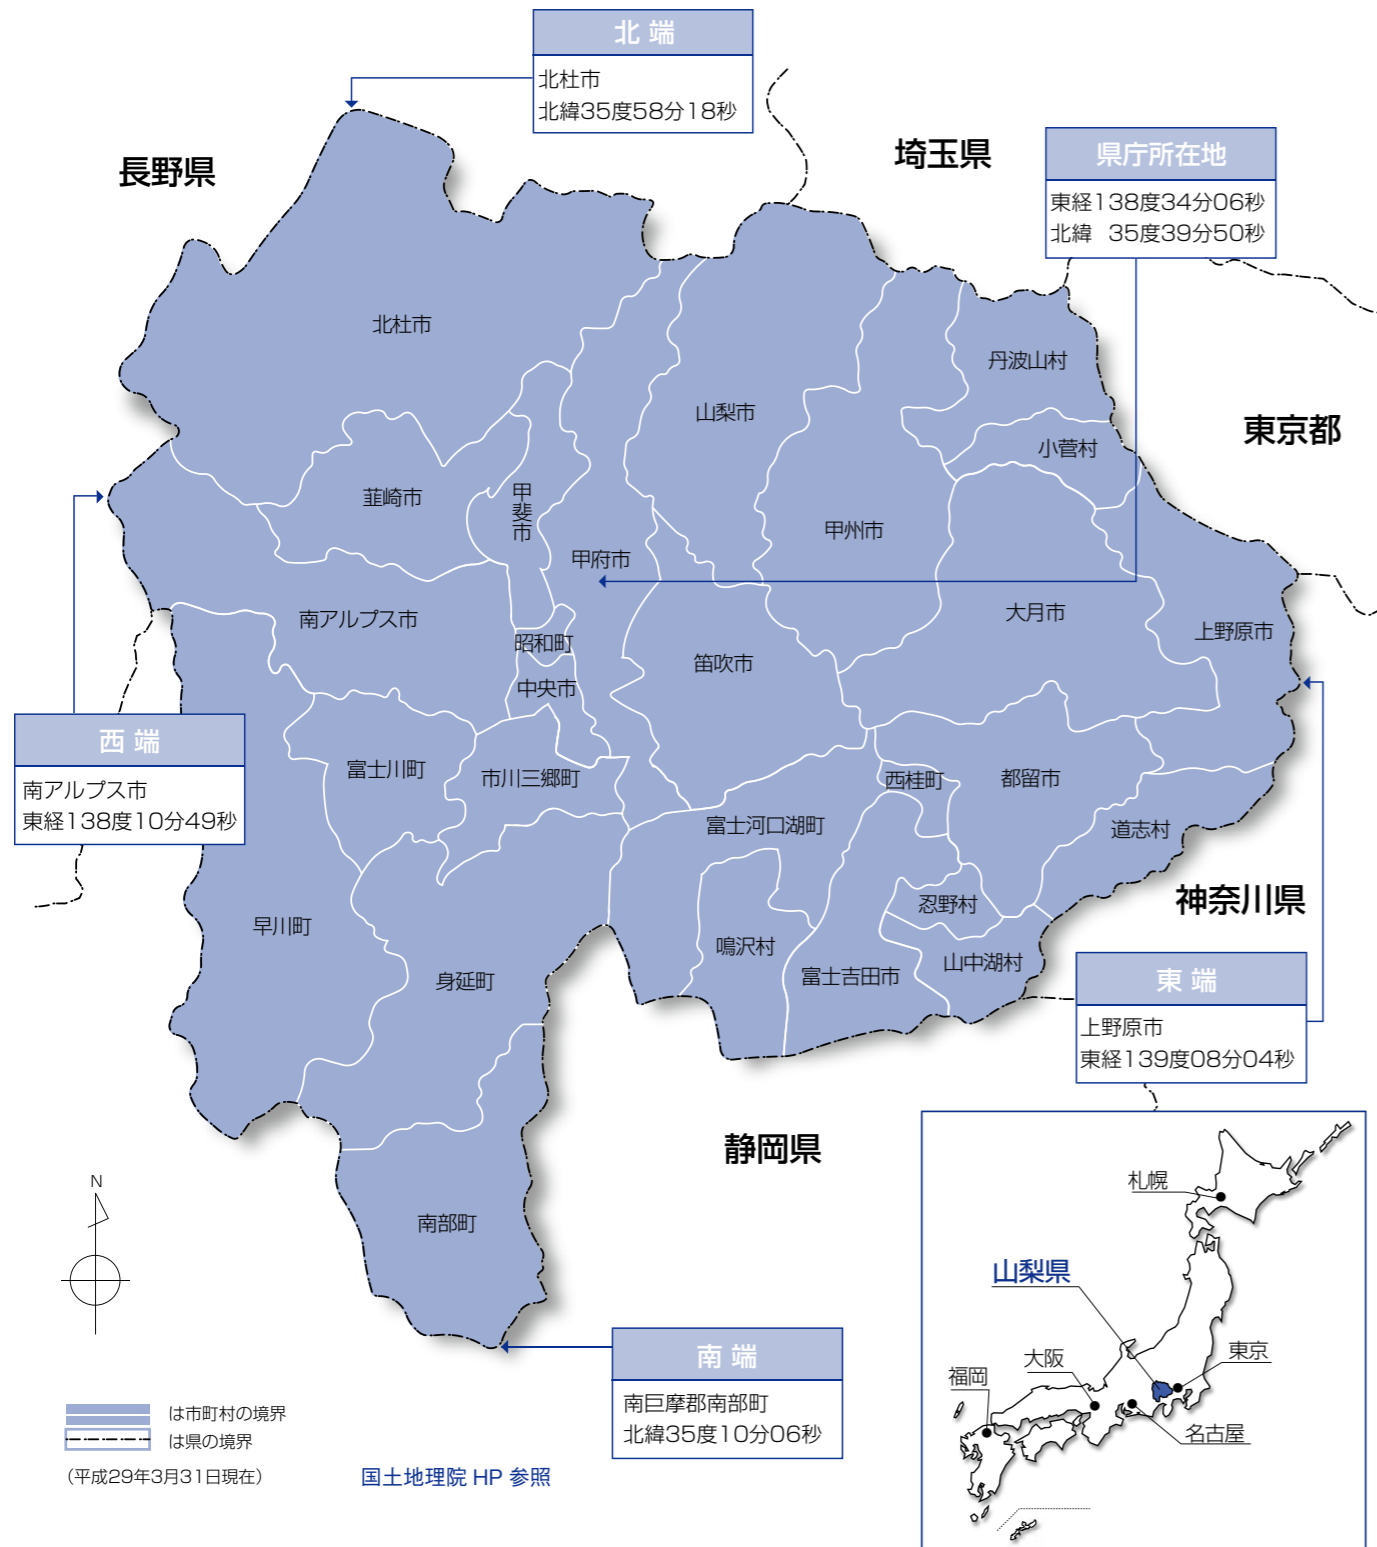 北 端
北杜市
北緯35度58分18秒
長野県
埼玉県
県庁所在地
東経138度34分06秒
北緯 35度39分50秒
北杜市
丹波山村
山梨市
東京都
小菅村
韮崎市
甲斐市
甲州市
甲府市
南アルプス市
大月市
上野原市
昭和町
笛吹市
中央市
西 端
南アルプス市
東経138度10分49秒
富士川町
市川三郷町
西桂町
都留市
富士河口湖町
道志村
忍野村
神奈川県
早川町
鳴沢村
山中湖村
身延町
富士吉田市
東 端
上野原市
東経139度08分04秒
静岡県
N
南部町
札幌
山梨県
東京
大阪
福岡
名古屋
南 端
南巨摩郡南部町
北緯35度10分06秒
は市町村の境界
は県の境界
(平成29年3月31日現在)
国土地理院 HP 参照